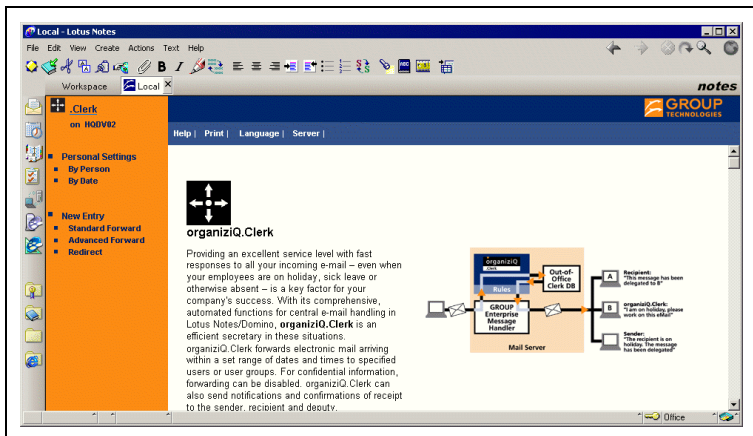 Local - Lotus Notes
File Edit View Create Actions Text Help
Workspace Local notes
.Clerk
on HQDV02
GROUP
TECHNOLOGIES
Help | Print | Language | Server |
Personal Settings
By Person
By Date
New Entry
Standard Forward
Advanced Forward
Redirect
organiziQ.Clerk
Providing an excellent service level with fast
responses to all your incoming e-mail – even when
your employees are on holiday, sick leave or
otherwise absent – is a key factor for your
company's success. With its comprehensive,
automated functions for central e-mail handling in
Lotus Notes/Domino, organiziQ.Clerk is an
efficient secretary in these situations.
organiziQ.Clerk forwards electronic mail arriving
within a set range of dates and times to specified
users or user groups. For confidential information,
forwarding can be disabled. organiziQ.Clerk can
also send notifications and confirmations of receipt
to the sender, recipient and deputy.
organiziQ
Clerk
Rules
Out-of-
Office
Clerk DB
GROUP
Enterprise
Message
Handler
Mail Server
A
Recipient:
"This message has been
delegated to B"
B
organiziQ.Clerk:
"I am on holiday, please
work on this eMail"
Sender:
"The recipient is on
holiday. The message
has been delegated"
Office